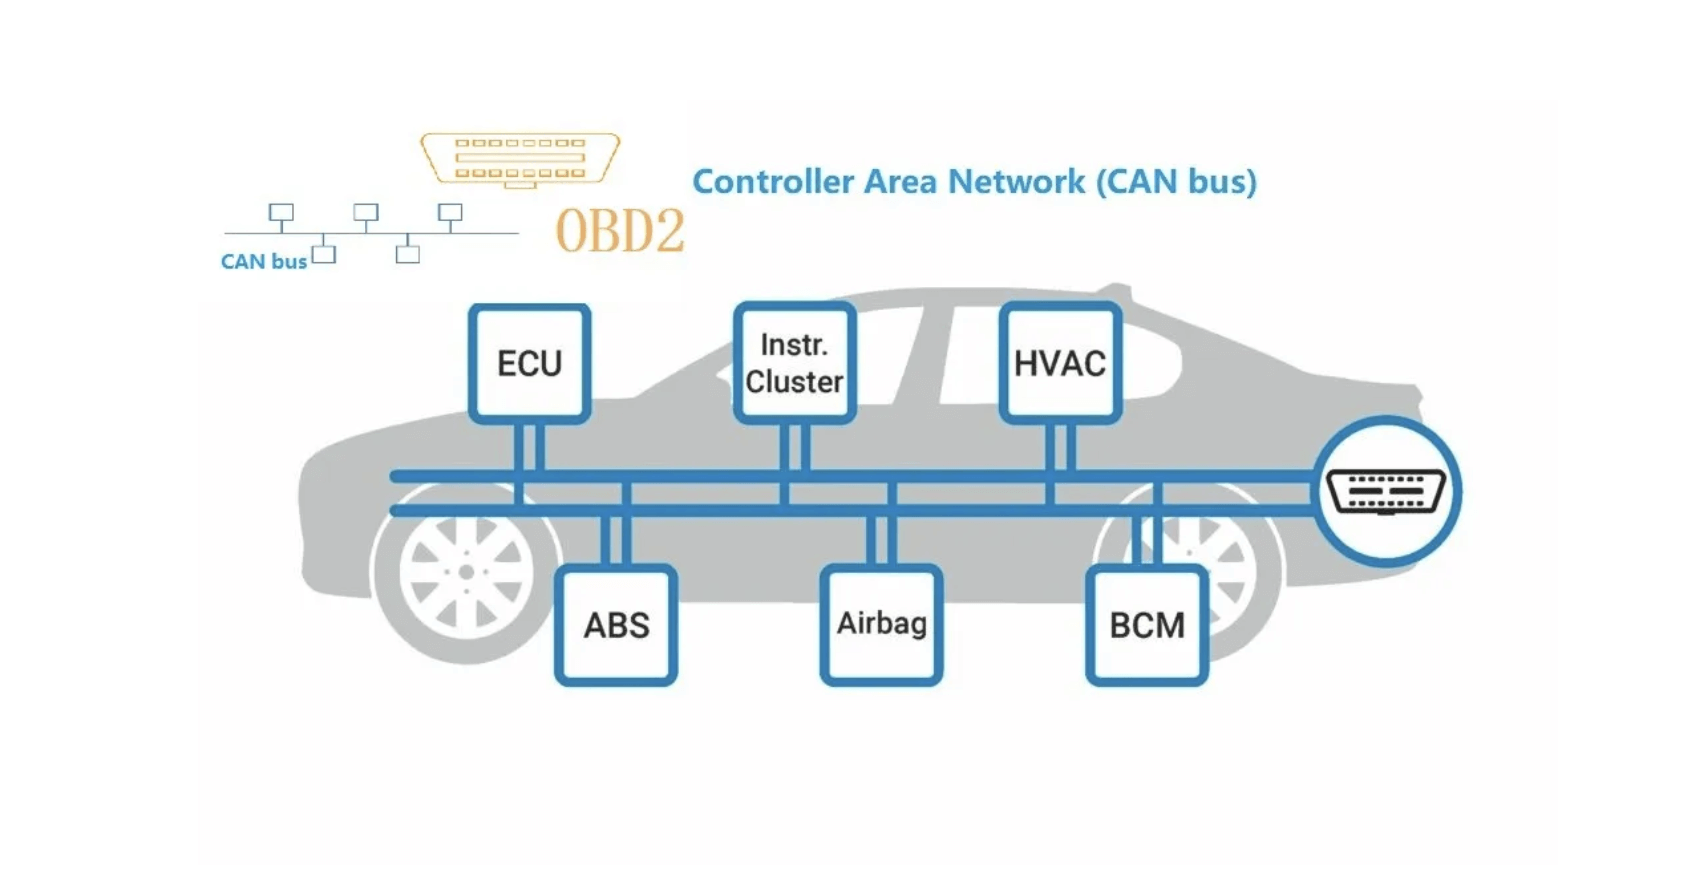 Controller Area Network (CAN bus)
OBD2
CAN bus
ECU
Instr.
Cluster
HVAC
ABS
Airbag
BCM